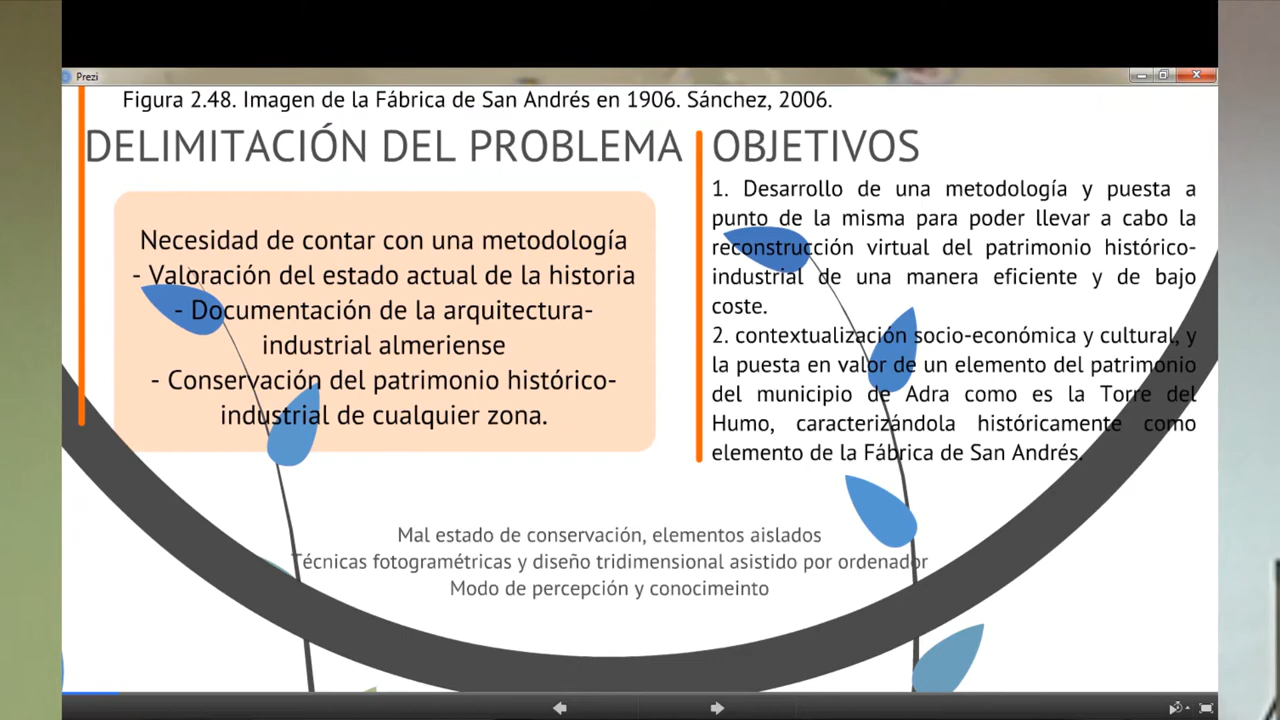 Prezi
Figura 2.48. Imagen de la Fábrica de San Andrés en 1906. Sánchez, 2006.
DELIMITACIÓN DEL PROBLEMA
Necesidad de contar con una metodología
- Valoración del estado actual de la historia
- Documentación de la arquitectura-
industrial almeriense
- Conservación del patrimonio histórico-
industrial de cualquier zona.
OBJETIVOS
1. Desarrollo de una metodología y puesta a
punto de la misma para poder llevar a cabo la
reconstrucción virtual del patrimonio histórico-
industrial de una manera eficiente y de bajo
coste.
2. contextualización socio-económica y cultural, y
la puesta en valor de un elemento del patrimonio
del municipio de Adra como es la Torre del
Humo, caracterizándola históricamente como
elemento de la Fábrica de San Andrés.
Mal estado de conservación, elementos aislados
Técnicas fotogramétricas y diseño tridimensional asistido por ordenador
Modo de percepción y conocimeinto